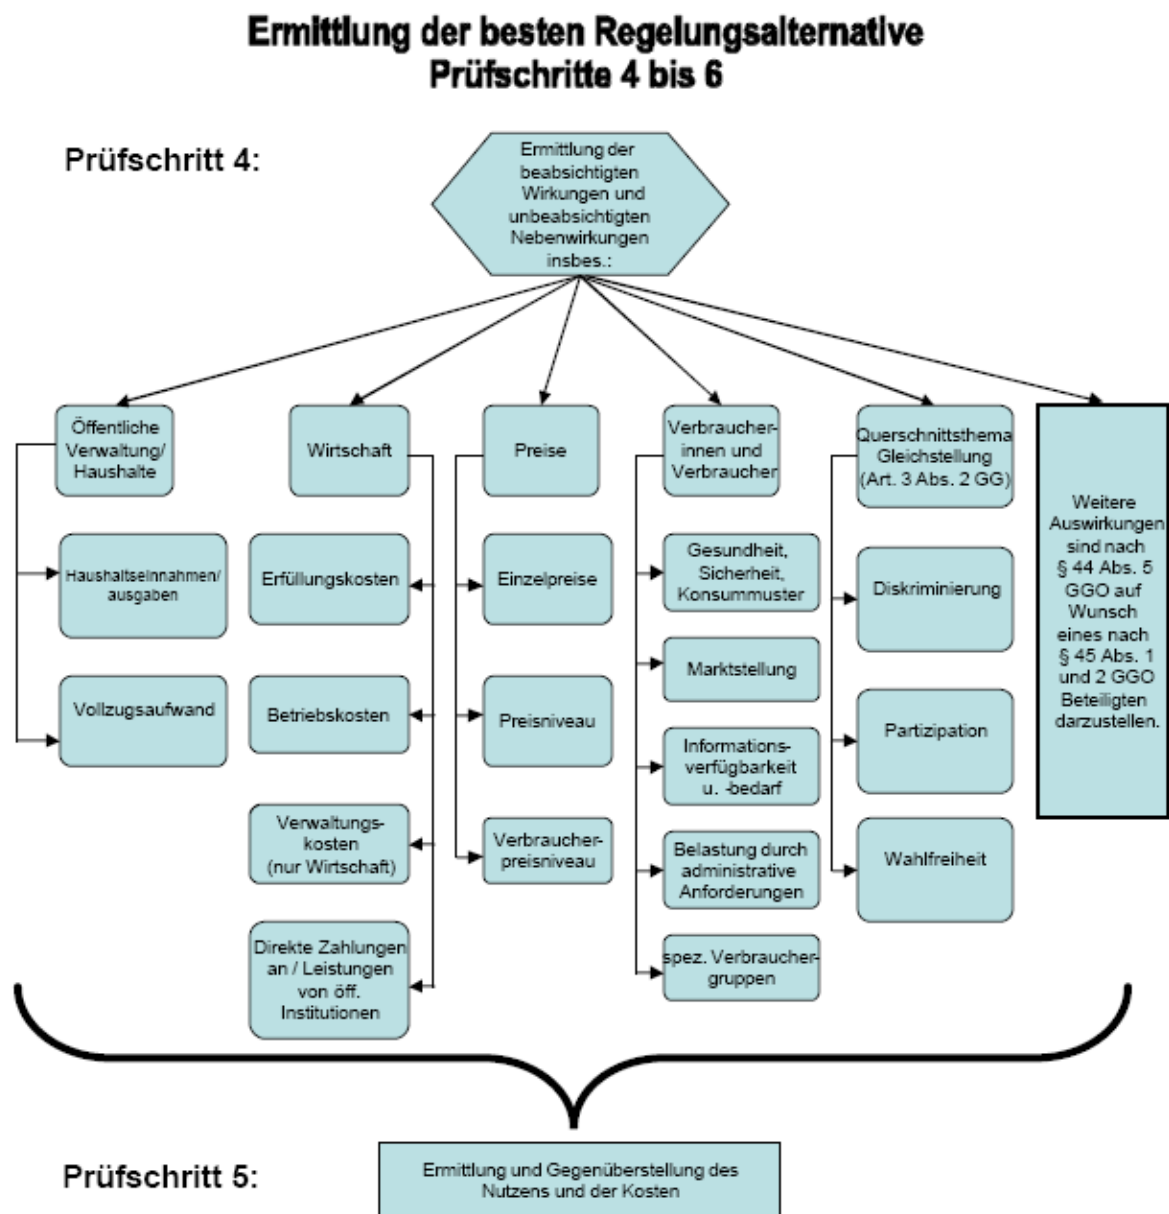 Ermittlung der besten Regelungsalternative
Prüfschritte 4 bis 6
Prüfschritt 4:
Ermittlung der
beabsichtigten
Wirkungen und
unbeabsichtigten
Nebenwirkungen
insbes.:
Öffentliche
Verwaltung/
Haushalte
Haushaltseinnahmen/
ausgaben
Vollzugsaufwand
Wirtschaft
Erfüllungskosten
Betriebskosten
Verwaltungs-
kosten
(nur Wirtschaft)
Direkte Zahlungen
an / Leistungen
von öff.
Institutionen
Preise
Einzelpreise
Preisniveau
Verbraucher-
preisniveau
Verbraucher-
innen und
Verbraucher
Gesundheit,
Sicherheit,
Konsummuster
Marktstellung
Informations-
verfügbarkeit
u. -bedarf
Belastung durch
administrative
Anforderungen
spez. Verbraucher-
gruppen
Querschnittsthema
Gleichstellung
(Art. 3 Abs. 2 GG)
Diskriminierung
Partizipation
Wahlfreiheit
Weitere
Auswirkungen
sind nach
§ 44 Abs. 5
GGO auf
Wunsch
eines nach
§ 45 Abs. 1
und 2 GGO
Beteiligten
darzustellen.
Prüfschritt 5:
Ermittlung und Gegenüberstellung des
Nutzens und der Kosten